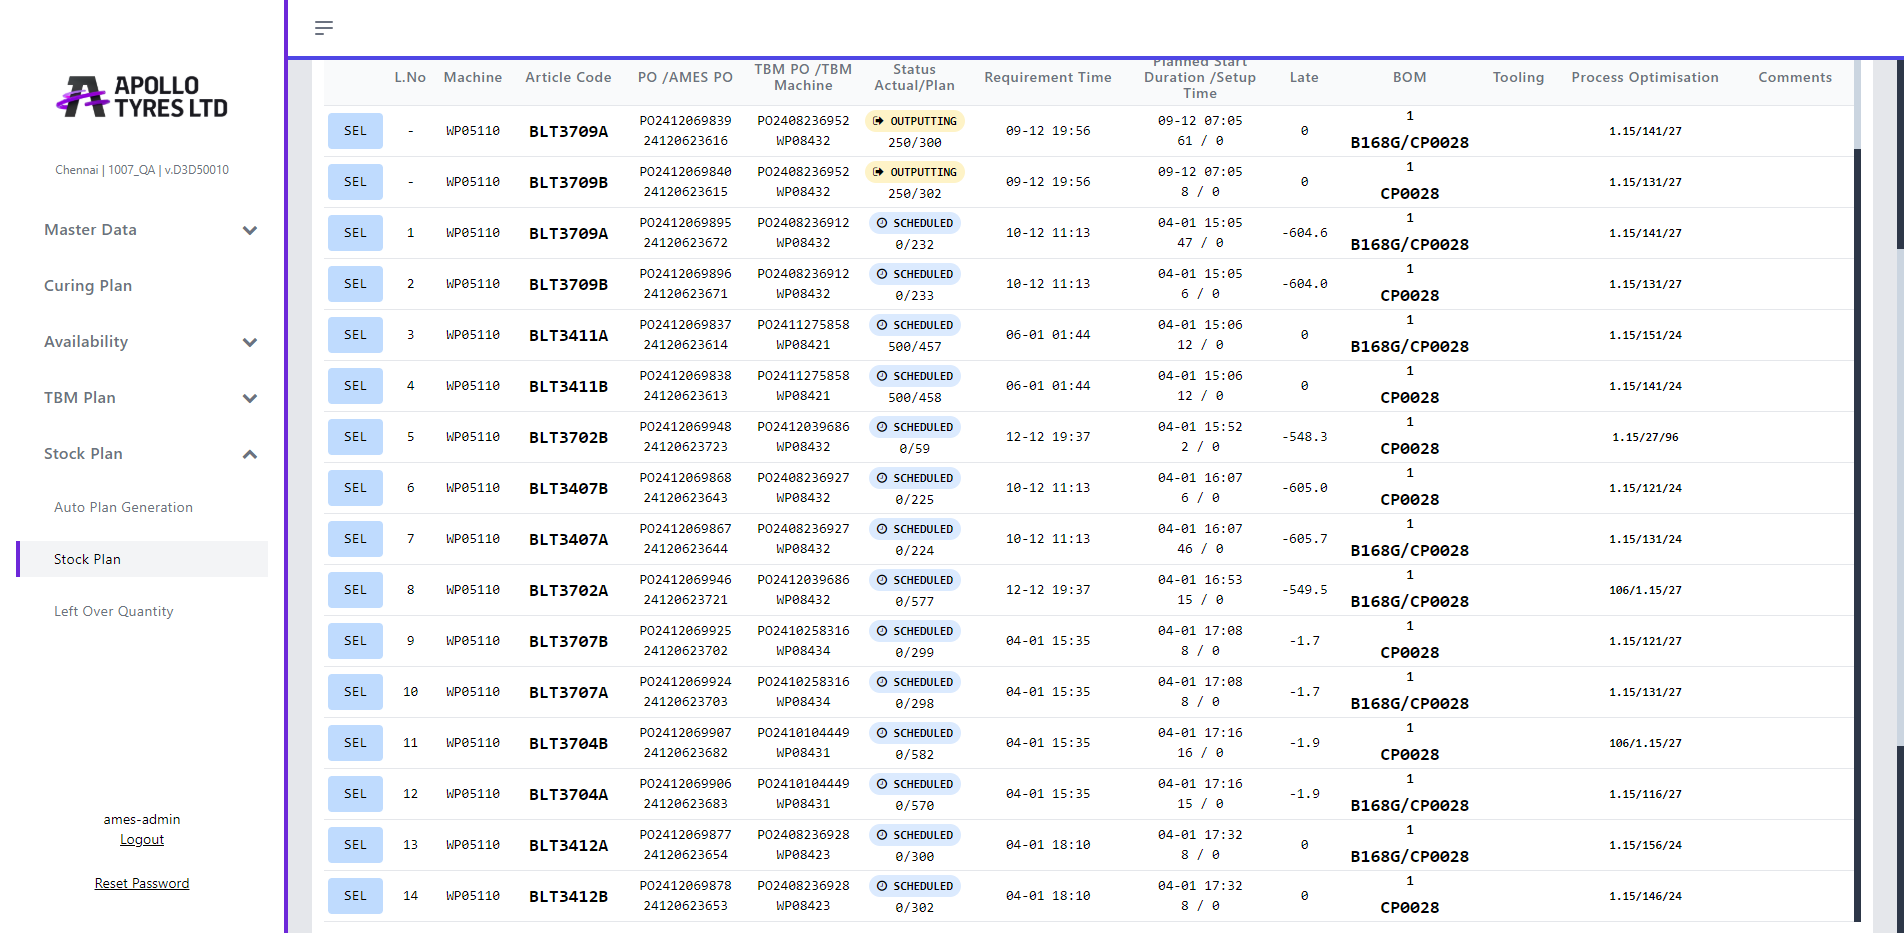 APOLLO
TYRES LTD
Chennai | 1007_QA | v.D3D50010
Master Data
Curing Plan
Availability
TBM Plan
Stock Plan
Auto Plan Generation
Stock Plan
Left Over Quantity
ames-admin
Logout
Reset Password
L.No Machine Article Code PO /AMES PO TBM PO /TBM Machine Status Actual/Plan Requirement Time Planned Start Duration /Setup Time Late BOM Tooling Process Optimisation Comments
SEL - WP05110 BLT3709A PO2412069839 24120623616 PO2408236952 WP08432 OUTPUTTING 250/300 09-12 19:56 09-12 07:05 61 / 0 0 1 B168G/CP0028 1.15/141/27
SEL - WP05110 BLT3709B PO2412069840 24120623615 PO2408236952 WP08432 OUTPUTTING 250/302 09-12 19:56 09-12 07:05 8 / 0 0 1 CP0028 1.15/131/27
SEL 1 WP05110 BLT3709A PO2412069895 24120623672 PO2408236912 WP08432 SCHEDULED 0/232 10-12 11:13 04-01 15:05 47 / 0 -604.6 1 B168G/CP0028 1.15/141/27
SEL 2 WP05110 BLT3709B PO2412069896 24120623671 PO2408236912 WP08432 SCHEDULED 0/233 10-12 11:13 04-01 15:05 6 / 0 -604.0 1 CP0028 1.15/131/27
SEL 3 WP05110 BLT3411A PO2412069837 24120623614 PO2411275858 WP08421 SCHEDULED 500/457 06-01 01:44 04-01 15:06 12 / 0 0 1 B168G/CP0028 1.15/151/24
SEL 4 WP05110 BLT3411B PO2412069838 24120623613 PO2411275858 WP08421 SCHEDULED 500/458 06-01 01:44 04-01 15:06 12 / 0 0 1 CP0028 1.15/141/24
SEL 5 WP05110 BLT3702B PO2412069948 24120623723 PO2412039686 WP08432 SCHEDULED 0/59 12-12 19:37 04-01 15:52 2 / 0 -548.3 1 CP0028 1.15/27/96
SEL 6 WP05110 BLT3407B PO2412069868 24120623643 PO2408236927 WP08432 SCHEDULED 0/225 10-12 11:13 04-01 16:07 6 / 0 -605.0 1 CP0028 1.15/121/24
SEL 7 WP05110 BLT3407A PO2412069867 24120623644 PO2408236927 WP08432 SCHEDULED 0/224 10-12 11:13 04-01 16:07 46 / 0 -605.7 1 B168G/CP0028 1.15/131/24
SEL 8 WP05110 BLT3702A PO2412069946 24120623721 PO2412039686 WP08432 SCHEDULED 0/577 12-12 19:37 04-01 16:53 15 / 0 -549.5 1 B168G/CP0028 106/1.15/27
SEL 9 WP05110 BLT3707B PO2412069925 24120623702 PO2410258316 WP08434 SCHEDULED 0/299 04-01 15:35 04-01 17:08 8 / 0 -1.7 1 CP0028 1.15/121/27
SEL 10 WP05110 BLT3707A PO2412069924 24120623703 PO2410258316 WP08434 SCHEDULED 0/298 04-01 15:35 04-01 17:08 8 / 0 -1.7 1 B168G/CP0028 1.15/131/27
SEL 11 WP05110 BLT3704B PO2412069907 24120623682 PO2410104449 WP08431 SCHEDULED 0/582 04-01 15:35 04-01 17:16 16 / 0 -1.9 1 CP0028 106/1.15/27
SEL 12 WP05110 BLT3704A PO2412069906 24120623683 PO2410104449 WP08431 SCHEDULED 0/570 04-01 15:35 04-01 17:16 15 / 0 -1.9 1 B168G/CP0028 1.15/116/27
SEL 13 WP05110 BLT3412A PO2412069877 24120623654 PO2408236928 WP08423 SCHEDULED 0/300 04-01 18:10 04-01 17:32 8 / 0 0 1 B168G/CP0028 1.15/156/24
SEL 14 WP05110 BLT3412B PO2412069878 24120623653 PO2408236928 WP08423 SCHEDULED 0/302 04-01 18:10 04-01 17:32 8 / 0 0 1 CP0028 1.15/146/24